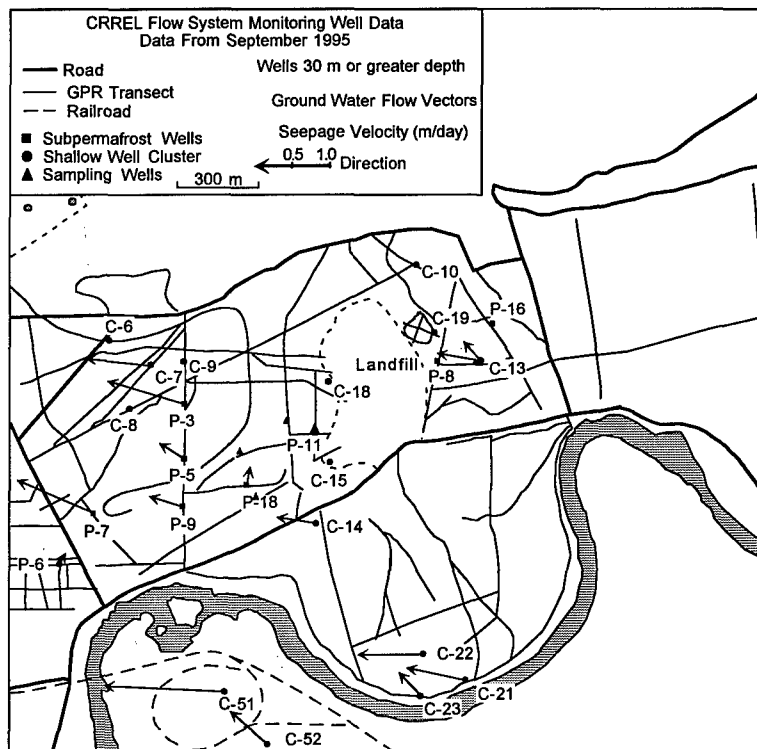 CRREL Flow System Monitoring Well Data
Data From September 1995
Road
GPR Transect
Railroad
Subpermafrost Wells
Shallow Well Cluster
Sampling Wells
300 m
Wells 30 m or greater depth
Ground Water Flow Vectors
Seepage Velocity (m/day)
0.5 1.0
Direction
C-10
C-6
C-19
P-16
C-7
C-9
Landfill
P-8
C-13
C-18
C-8
P-3
P-11
P-5
C-15
P-18
P-7
P-9
C-14
P-6
C-22
C-21
C-23
C-51
C-52